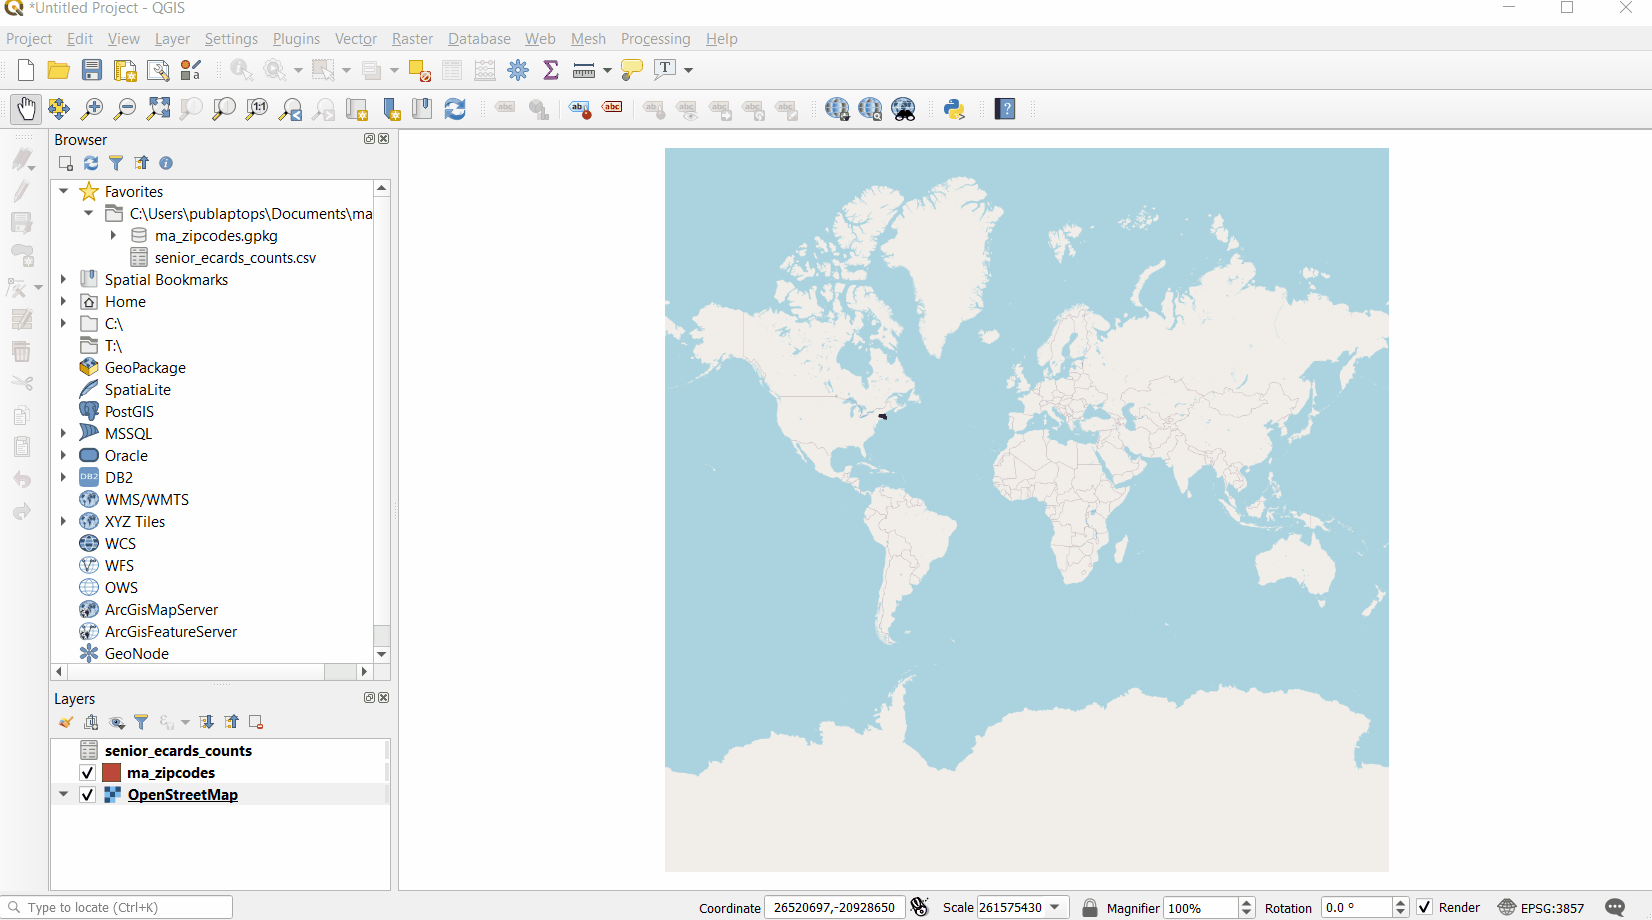 *Untitled Project - QGIS
Project Edit View Layer Settings Plugins Vector Raster Database Web Mesh Processing Help
Browser
Favorites
C:\Users\publaptops\Documents\ma
ma_zipcodes.gpkg
senior_ecards_counts.csv
Spatial Bookmarks
Home
C:\
T:\
GeoPackage
SpatiaLite
PostGIS
MSSQL
Oracle
DB2
WMS/WMTS
XYZ Tiles
WCS
WFS
OWS
ArcGisMapServer
ArcGisFeatureServer
GeoNode
Layers
senior_ecards_counts
ma_zipcodes
OpenStreetMap
Type to locate (Ctrl+K)
Coordinate 26520697,-20928650 Scale 261575430 Magnifier 100% Rotation 0.0 ° Render EPSG:3857